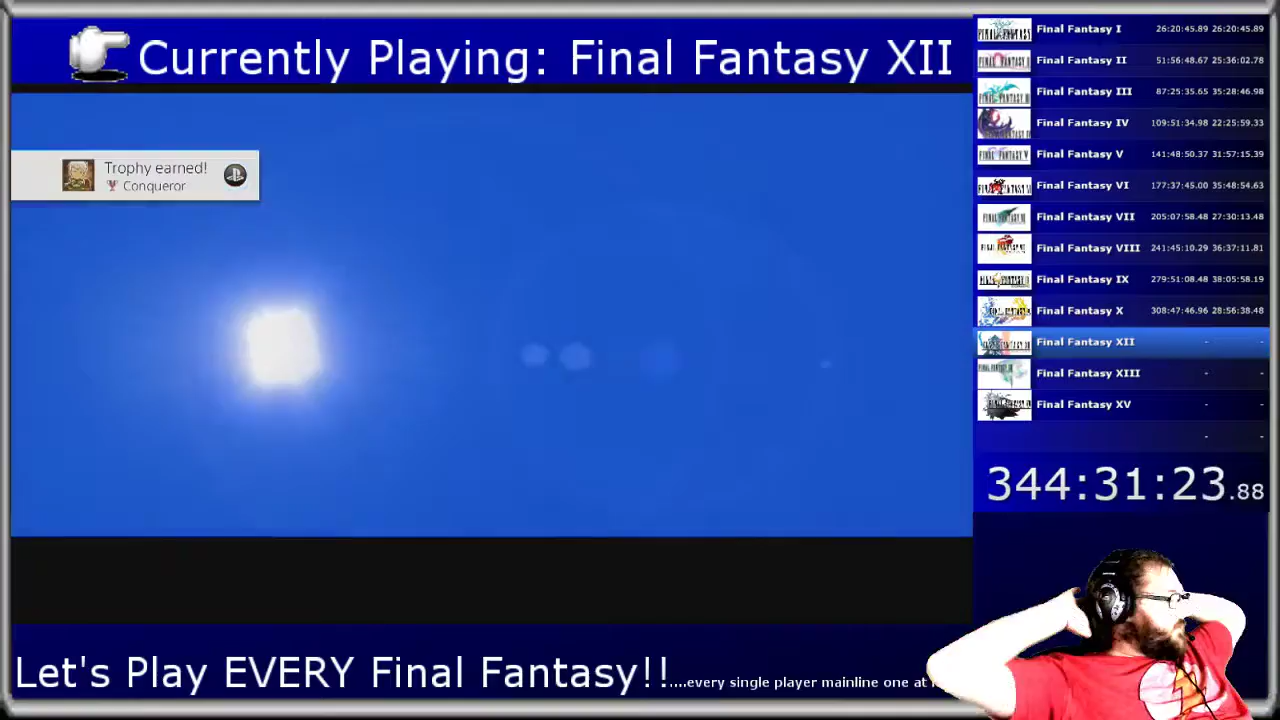 Currently Playing: Final Fantasy XII
Trophy earned!
Conqueror
Final Fantasy I 26:20:45.89 26:20:45.89
Final Fantasy II 51:56:48.67 25:36:02.78
Final Fantasy III 87:25:35.65 35:28:46.98
Final Fantasy IV 109:51:34.98 22:25:59.33
Final Fantasy V 141:48:50.37 31:57:15.39
Final Fantasy VI 177:37:45.00 35:48:54.63
Final Fantasy VII 205:07:58.48 27:30:13.48
Final Fantasy VIII 241:45:10.29 36:37:11.81
Final Fantasy IX 279:51:08.48 38:05:58.19
Final Fantasy X 308:47:46.96 28:56:38.48
Final Fantasy XII - -
Final Fantasy XIII - -
Final Fantasy XV - -
- -
344:31:23.88
Let's Play EVERY Final Fantasy!!
...every single player mainline one at